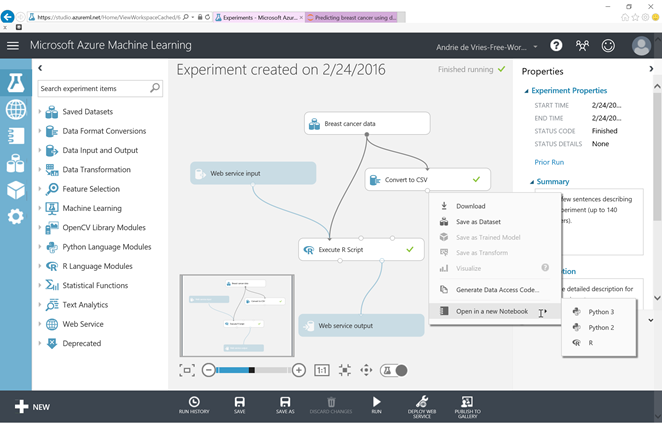 https://studio.azureml.net/Home/ViewWorkspaceCached/6
Experiments - Microsoft Azur...
Predicting breast cancer using d...
Microsoft Azure Machine Learning
Andrie de Vries-Free-Wor...
Search experiment items
Saved Datasets
Data Format Conversions
Data Input and Output
Data Transformation
Feature Selection
Machine Learning
OpenCV Library Modules
Python Language Modules
R Language Modules
Statistical Functions
Text Analytics
Web Service
Deprecated
Experiment created on 2/24/2016
Finished running
Breast cancer data
Web service input
Convert to CSV
Execute R Script
Web service output
Download
Save as Dataset
Save as Trained Model
Save as Transform
Visualize
Generate Data Access Code...
Open in a new Notebook
Python 3
Python 2
R
1:1
Properties
Experiment Properties
START TIME 2/24/20...
END TIME 2/24/20...
STATUS CODE Finished
STATUS DETAILS None
Prior Run
Summary
few sentences describing
periment (up to 140
ers).
ption
e detailed description for
NEW
RUN HISTORY
SAVE
SAVE AS
DISCARD CHANGES
RUN
DEPLOY WEB
SERVICE
PUBLISH TO
GALLERY